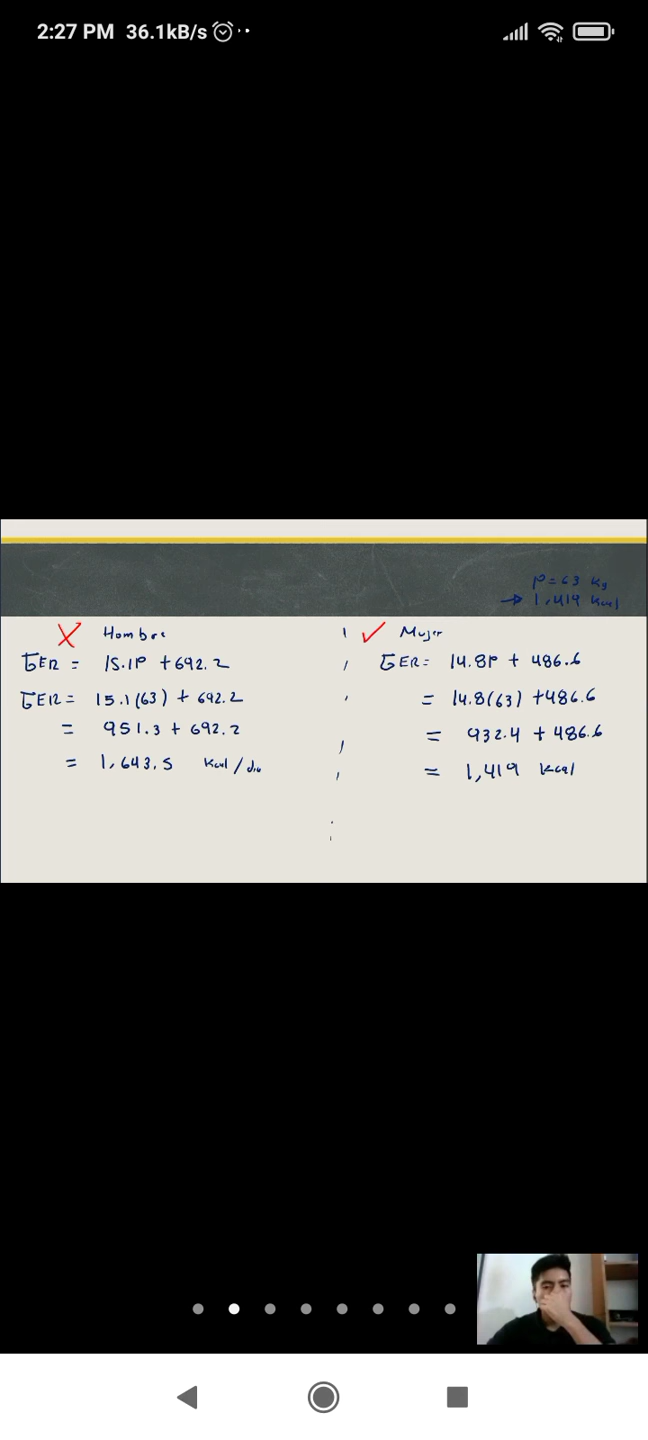 2:27 PM 36.1kB/s
P=63 Kg
→ 1,419 Kcal
X Hombre
GER = 15.1P + 692.2
GER = 15.1(63) + 692.2
= 951.3 + 692.2
= 1,643.5 Kcal/dia
✓ Mujer
GER= 14.8P + 486.6
= 14.8(63) +486.6
= 932.4 + 486.6
= 1,419 Kcal